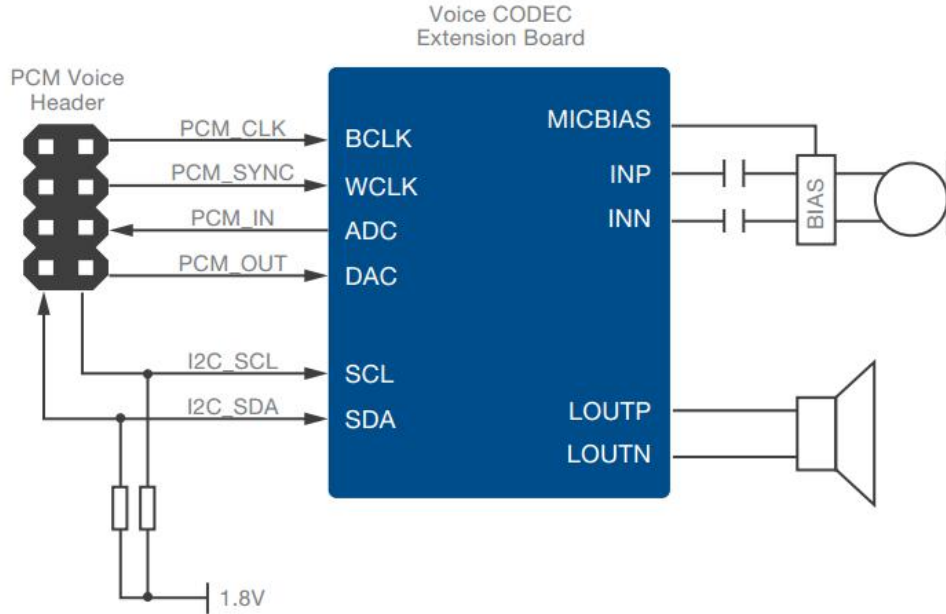 Voice CODEC
Extension Board
PCM Voice
Header
PCM_CLK
BCLK
PCM_SYNC
WCLK
PCM_IN
ADC
PCM_OUT
DAC
I2C_SCL
SCL
I2C_SDA
SDA
MICBIAS
INP
INN
BIAS
LOUTP
LOUTN
1.8V